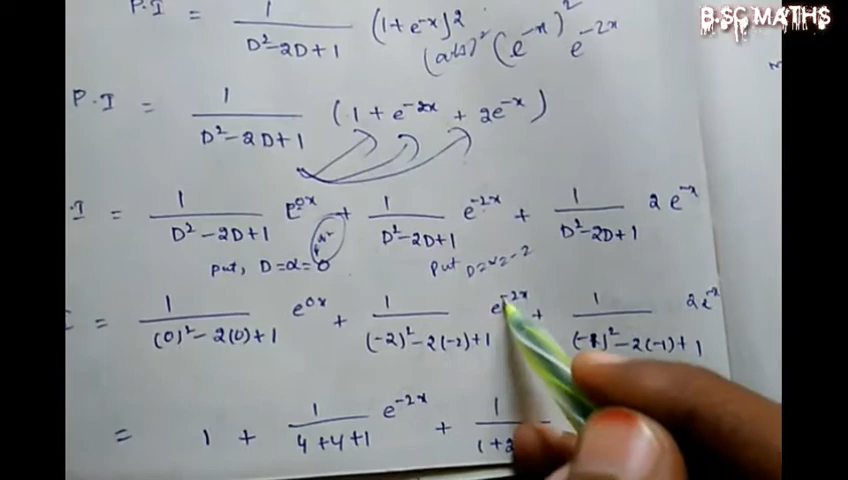 B.SC MATHS
P.I = 1/(D²-2D+1) (1+e^-x)²
(a+b)² (e^-x)² e^-2x
P.I = 1/(D²-2D+1) (1 + e^-2x + 2e^-x)
.I = 1/(D²-2D+1) e^0x + 1/(D²-2D+1) e^-2x + 1/(D²-2D+1) 2e^-x
put, D=α=0 put D=α=-2
= 1/((0)²-2(0)+1) e^0x + 1/((-2)²-2(-2)+1) e^-2x + 1/((-1)²-2(-1)+1) 2e^-x
= 1 + 1/(4+4+1) e^-2x + 1/(1+2